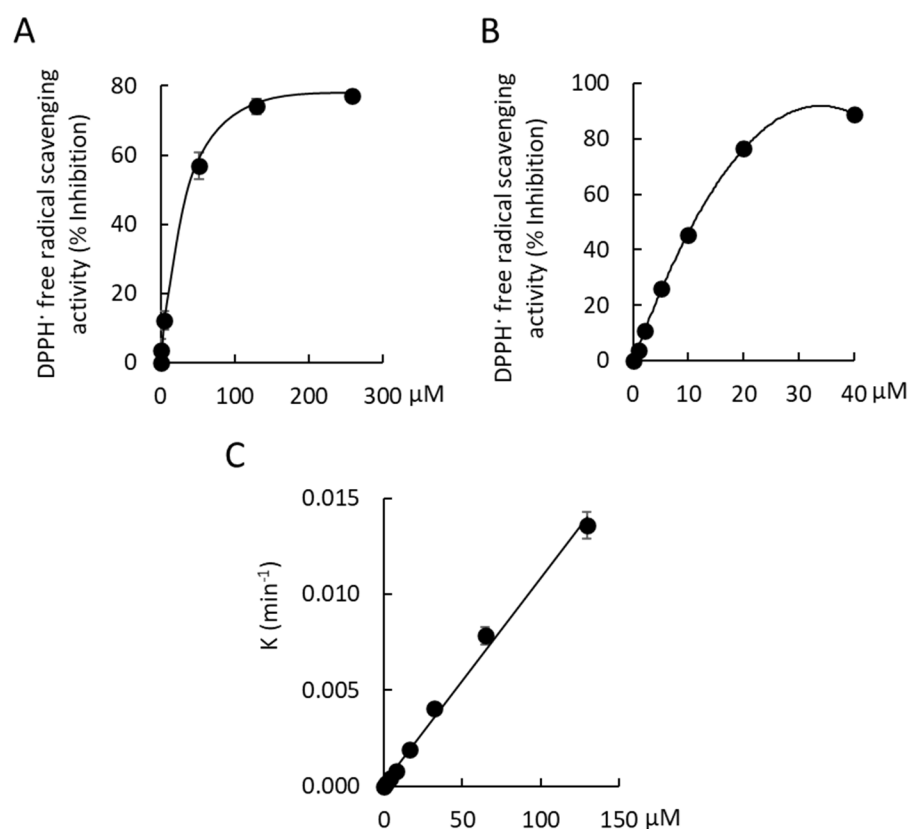 A
DPPH· free radical scavenging
activity (% Inhibition)
80
60
40
20
0
0 100 200 300 µM
B
DPPH· free radical scavenging
activity (% Inhibition)
100
80
60
40
20
0
0 10 20 30 40 µM
C
K (min⁻¹)
0.015
0.010
0.005
0.000
0 50 100 150 µM